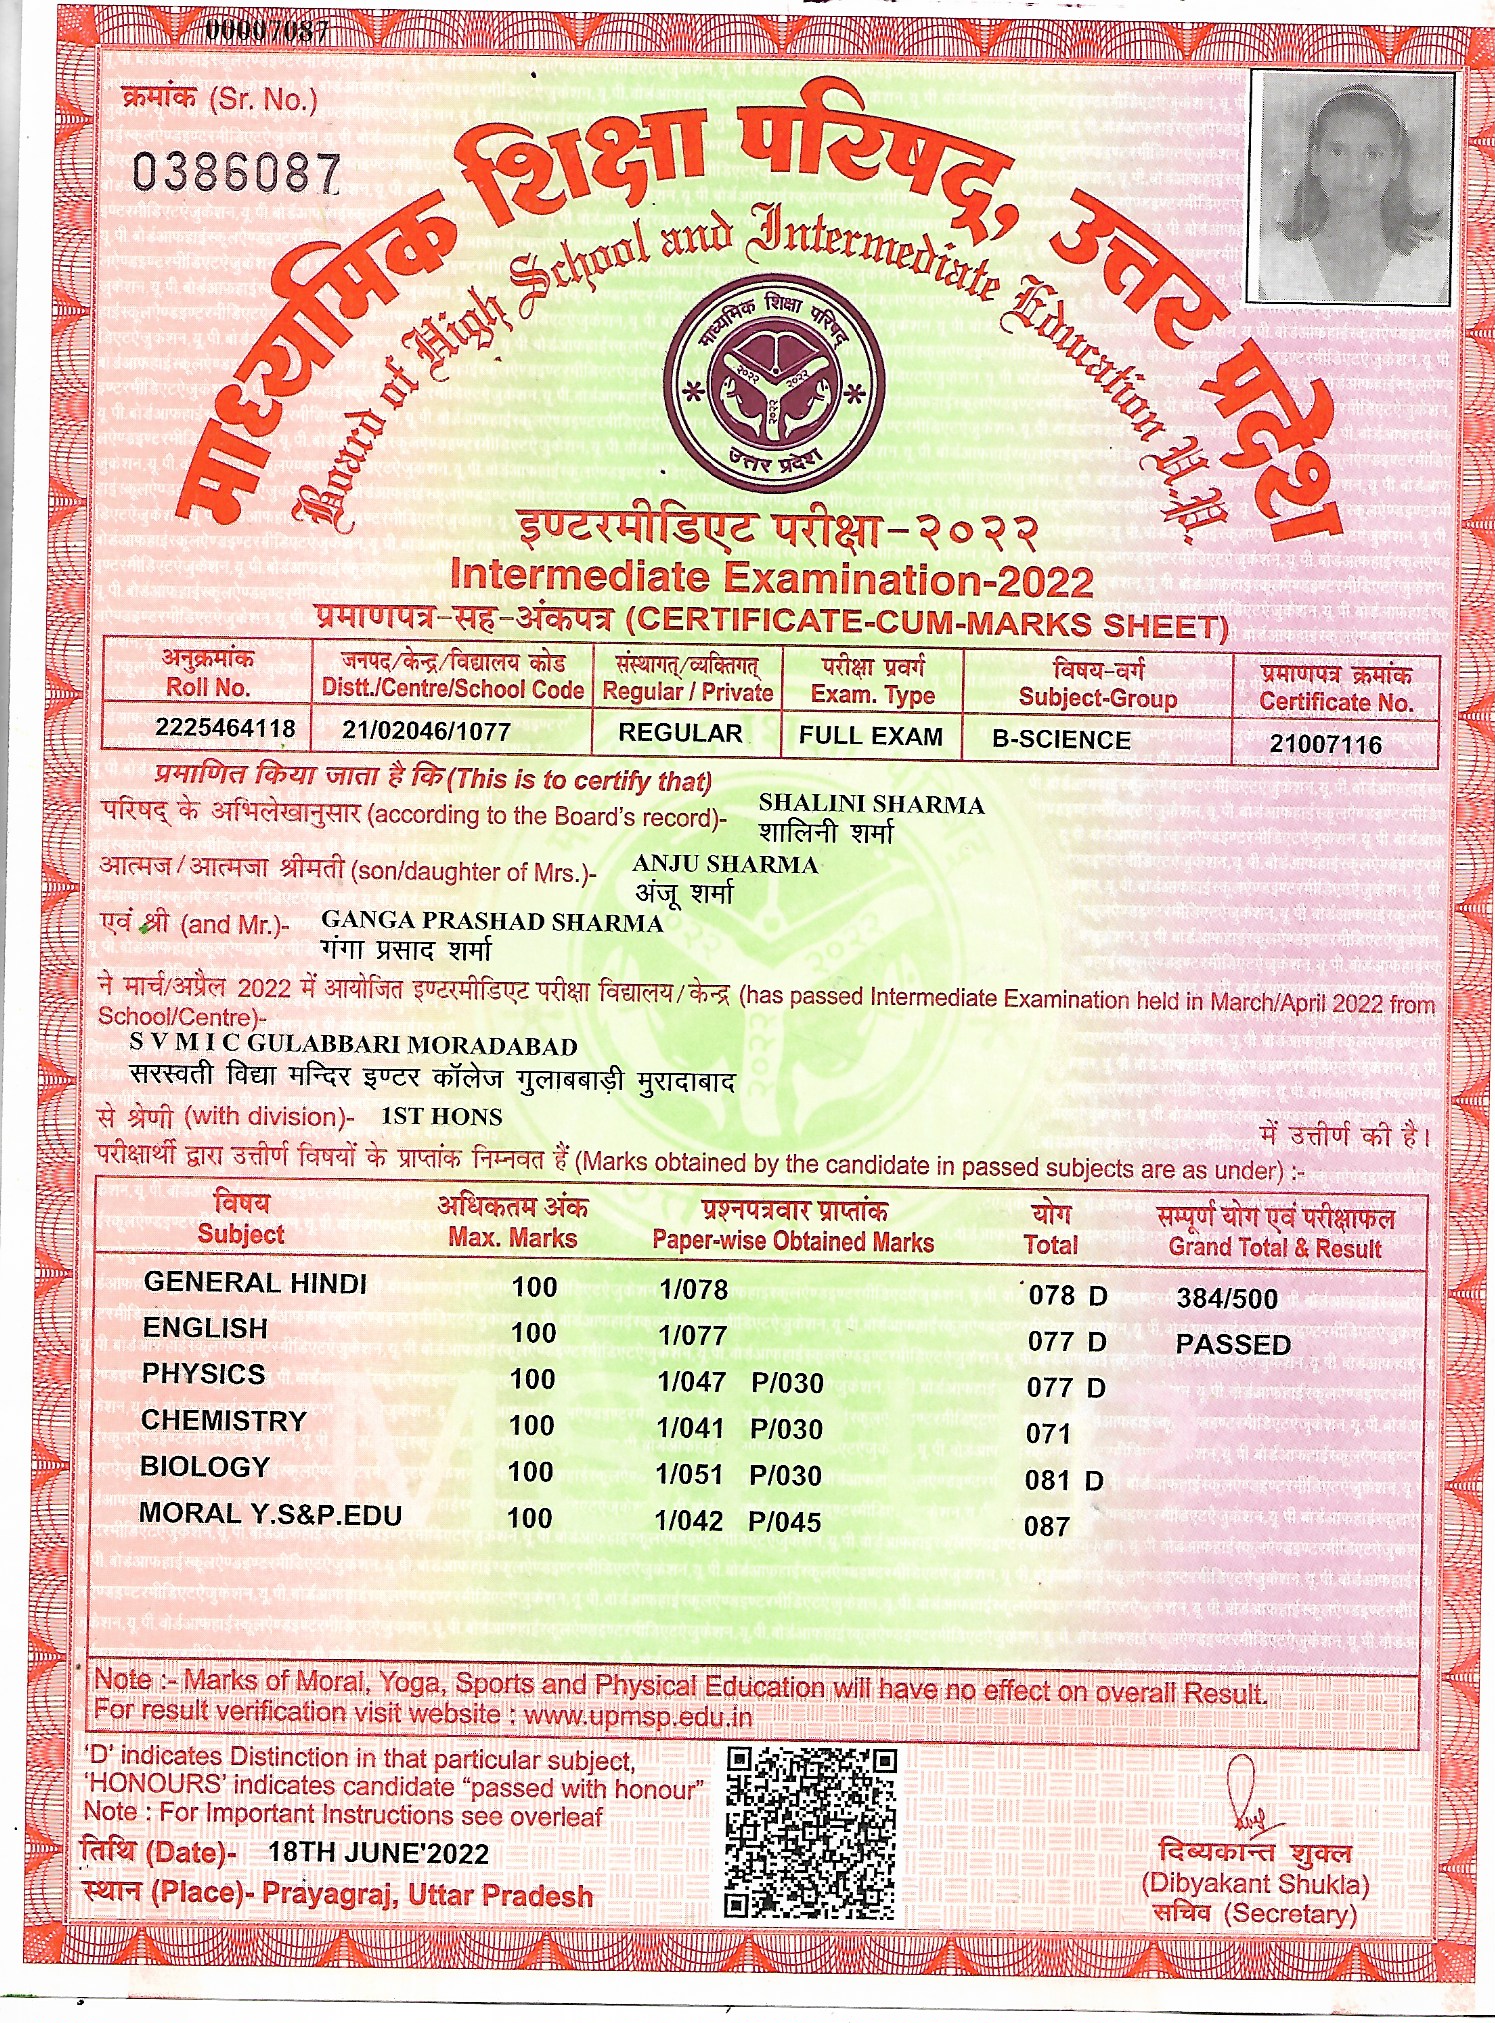 00007087
क्रमांक (Sr. No.)
0386087
माध्यमिक शिक्षा परिषद्, उत्तर प्रदेश
Board of High School and Intermediate Education U.P.
माध्यमिक शिक्षा परिषद्
२०२२ २०२२
२०२२
उत्तर प्रदेश
इण्टरमीडिएट परीक्षा-२०२२
Intermediate Examination-2022
प्रमाणपत्र-सह-अंकपत्र (CERTIFICATE-CUM-MARKS SHEET)
अनुक्रमांक जनपद/केन्द्र/विद्यालय कोड संस्थागत/व्यक्तिगत् परीक्षा प्रवर्ग विषय-वर्ग प्रमाणपत्र क्रमांक
Roll No. Distt./Centre/School Code Regular / Private Exam. Type Subject-Group Certificate No.
2225464118 21/02046/1077 REGULAR FULL EXAM B-SCIENCE 21007116
प्रमाणित किया जाता है कि (This is to certify that)
परिषद् के अभिलेखानुसार (according to the Board's record)- SHALINI SHARMA
शालिनी शर्मा
आत्मज/आत्मजा श्रीमती (son/daughter of Mrs.)- ANJU SHARMA
अंजू शर्मा
एवं श्री (and Mr.)- GANGA PRASHAD SHARMA
गंगा प्रसाद शर्मा
ने मार्च/अप्रैल 2022 में आयोजित इण्टरमीडिएट परीक्षा विद्यालय/केन्द्र (has passed Intermediate Examination held in March/April 2022 from
School/Centre)-
S V M I C GULABBARI MORADABAD
सरस्वती विद्या मन्दिर इण्टर कॉलेज गुलाबबाड़ी मुरादाबाद
से श्रेणी (with division)- 1ST HONS में उत्तीर्ण की है।
परीक्षार्थी द्वारा उत्तीर्ण विषयों के प्राप्तांक निम्नवत हैं (Marks obtained by the candidate in passed subjects are as under) :-
विषय अधिकतम अंक प्रश्नपत्रवार प्राप्तांक योग सम्पूर्ण योग एवं परीक्षाफल
Subject Max. Marks Paper-wise Obtained Marks Total Grand Total & Result
GENERAL HINDI 100 1/078 078 D 384/500
ENGLISH 100 1/077 077 D PASSED
PHYSICS 100 1/047 P/030 077 D
CHEMISTRY 100 1/041 P/030 071
BIOLOGY 100 1/051 P/030 081 D
MORAL Y.S&P.EDU 100 1/042 P/045 087
Note :- Marks of Moral, Yoga, Sports and Physical Education will have no effect on overall Result.
For result verification visit website : www.upmsp.edu.in
'D' indicates Distinction in that particular subject,
'HONOURS' indicates candidate "passed with honour"
Note : For Important Instructions see overleaf
तिथि (Date)- 18TH JUNE'2022
स्थान (Place)- Prayagraj, Uttar Pradesh
दिव्यकान्त शुक्ल
(Dibyakant Shukla)
सचिव (Secretary)